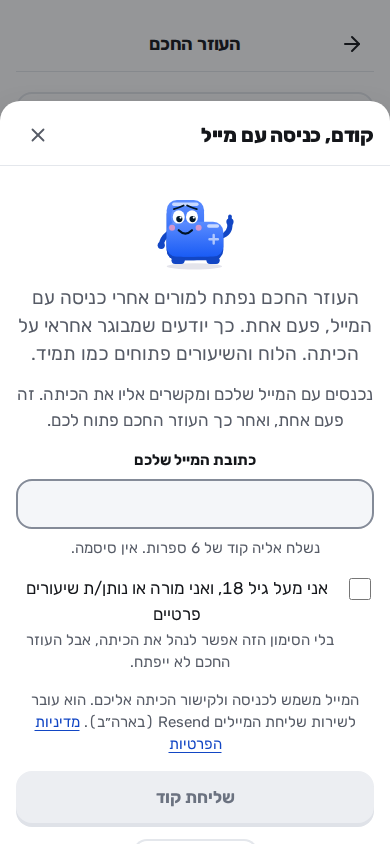 העוזר החכם
קודם, כניסה עם מייל
העוזר החכם נפתח למורים אחרי כניסה עם
המייל, פעם אחת. כך יודעים שמבוגר אחראי על
הכיתה. הלוח והשיעורים פתוחים כמו תמיד.
נכנסים עם המייל שלכם ומקשרים אליו את הכיתה. זה
פעם אחת, ואחר כך העוזר החכם פתוח לכם.
כתובת המייל שלכם
נשלח אליה קוד של 6 ספרות. אין סיסמה.
אני מעל גיל 18, ואני מורה או נותן/ת שיעורים
פרטיים
בלי הסימון הזה אפשר לנהל את הכיתה, אבל העוזר
החכם לא ייפתח.
המייל משמש לכניסה ולקישור הכיתה אליכם. הוא עובר
לשירות שליחת המיילים Resend (בארה״ב). מדיניות
הפרטיות
שליחת קוד